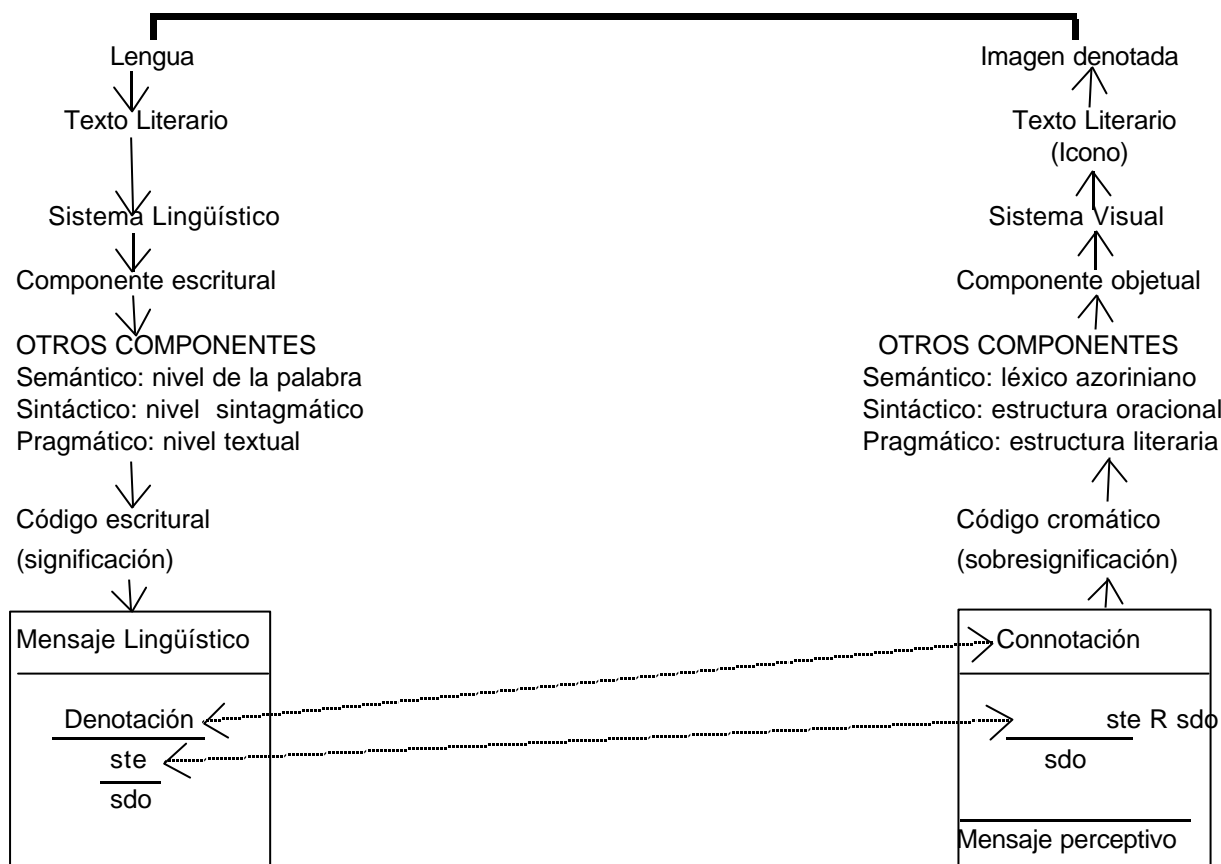 Lengua
Texto Literario
Sistema Lingüístico
Componente escritural
OTROS COMPONENTES
Semántico: nivel de la palabra
Sintáctico: nivel sintagmático
Pragmático: nivel textual
Código escritural
(significación)
Mensaje Lingüístico
Denotación
ste
sdo
Imagen denotada
Texto Literario
(Icono)
Sistema Visual
Componente objetual
OTROS COMPONENTES
Semántico: léxico azoriniano
Sintáctico: estructura oracional
Pragmático: estructura literaria
Código cromático
(sobresignificación)
Connotación
ste R sdo
sdo
Mensaje perceptivo